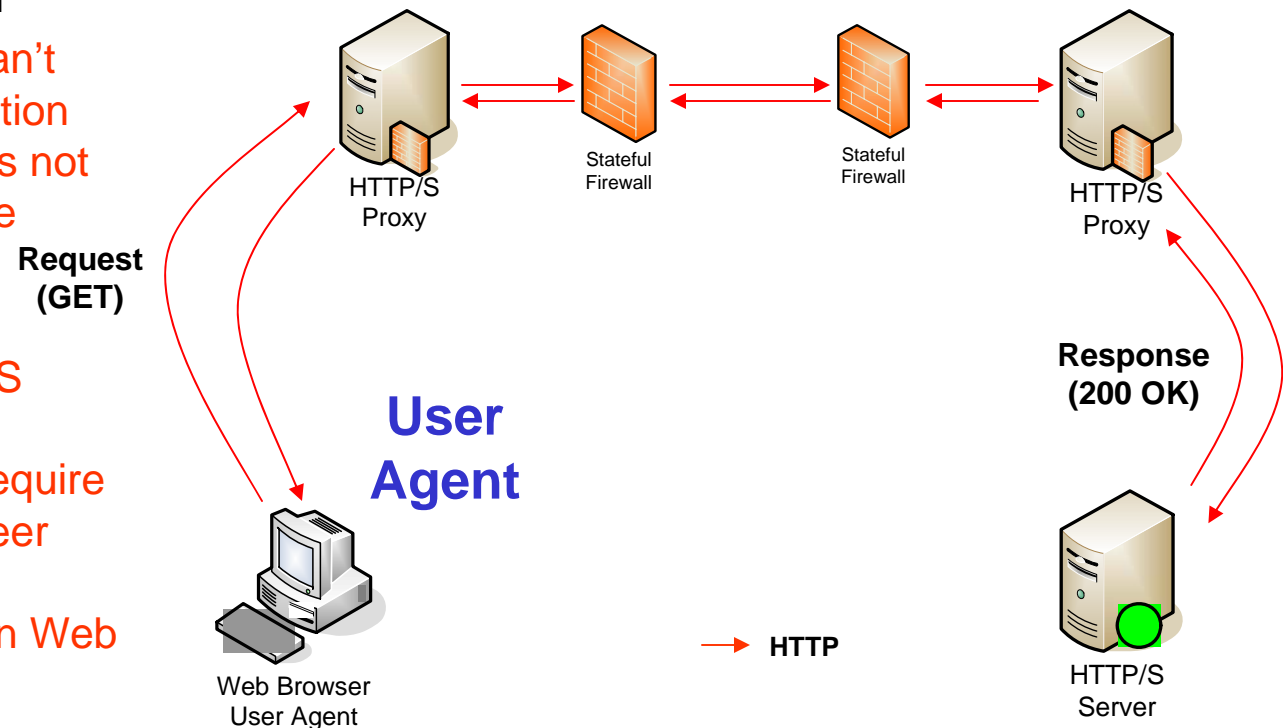 an't
tion
s not
e
S
equire
eer
n Web
Request
(GET)
HTTP/S
Proxy
Stateful
Firewall
Stateful
Firewall
HTTP/S
Proxy
Response
(200 OK)
User
Agent
Web Browser
User Agent
HTTP
HTTP/S
Server